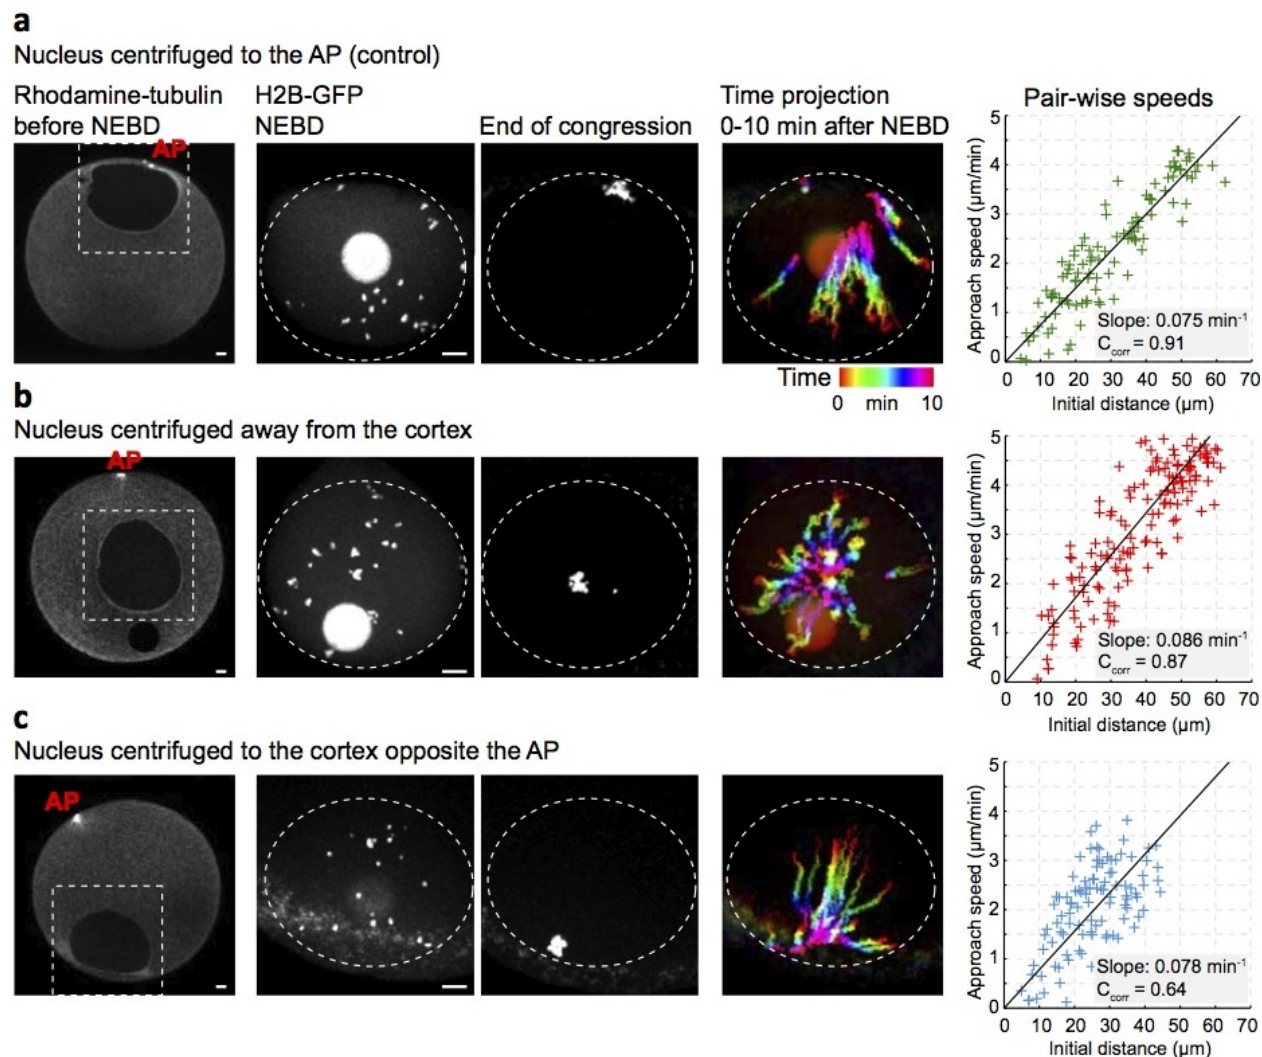 a
Nucleus centrifuged to the AP (control)
Rhodamine-tubulin
before NEBD
H2B-GFP
NEBD
End of congression
Time projection
0-10 min after NEBD
Pair-wise speeds
AP
5
4
3
2
1
0
Approach speed (µm/min)
Slope: 0.075 min⁻¹
Ccorr = 0.91
0 10 20 30 40 50 60 70
Initial distance (µm)
Time
0 min 10
b
Nucleus centrifuged away from the cortex
AP
5
4
3
2
1
0
Approach speed (µm/min)
Slope: 0.086 min⁻¹
Ccorr = 0.87
0 10 20 30 40 50 60 70
Initial distance (µm)
c
Nucleus centrifuged to the cortex opposite the AP
AP
5
4
3
2
1
0
Approach speed (µm/min)
Slope: 0.078 min⁻¹
Ccorr = 0.64
0 10 20 30 40 50 60 70
Initial distance (µm)